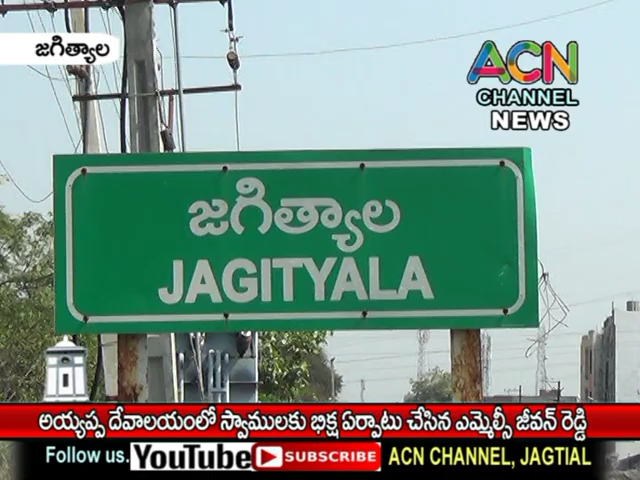 జగిత్యాల
ACN
CHANNEL
NEWS
జగిత్యాల
JAGITYALA
అయ్యప్ప దేవాలయంలో స్వాములకు భిక్ష ఏర్పాటు చేసిన ఎమ్మెల్సీ జీవన్ రెడ్డి
Follow us. YouTube SUBSCRIBE ACN CHANNEL, JAGTIAL